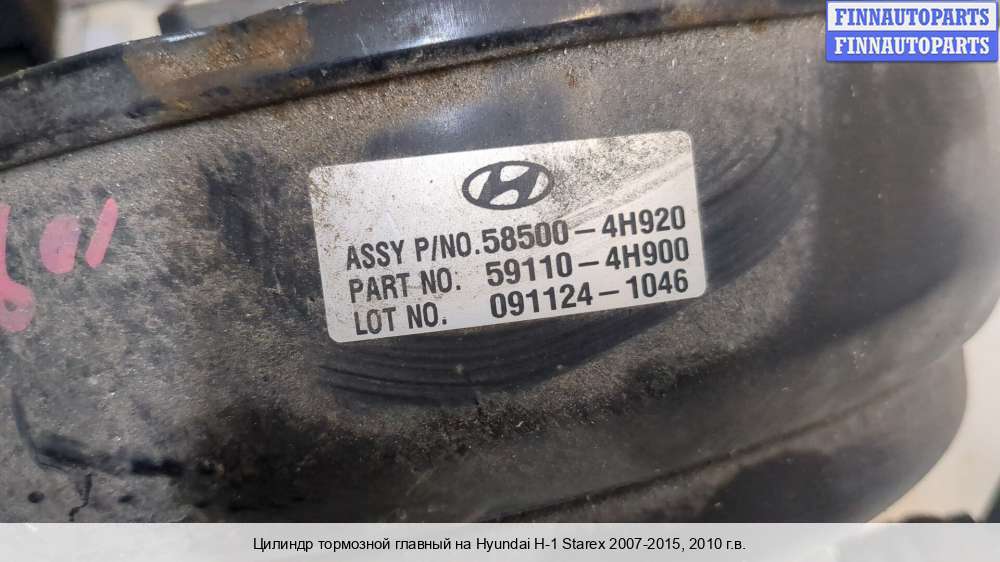 FINNAUTOPARTS
FINNAUTOPARTS
ASSY P/NO. 58500-4H920
PART NO. 59110-4H900
LOT NO. 091124-1046
Цилиндр тормозной главный на Hyundai H-1 Starex 2007-2015, 2010 г.в.